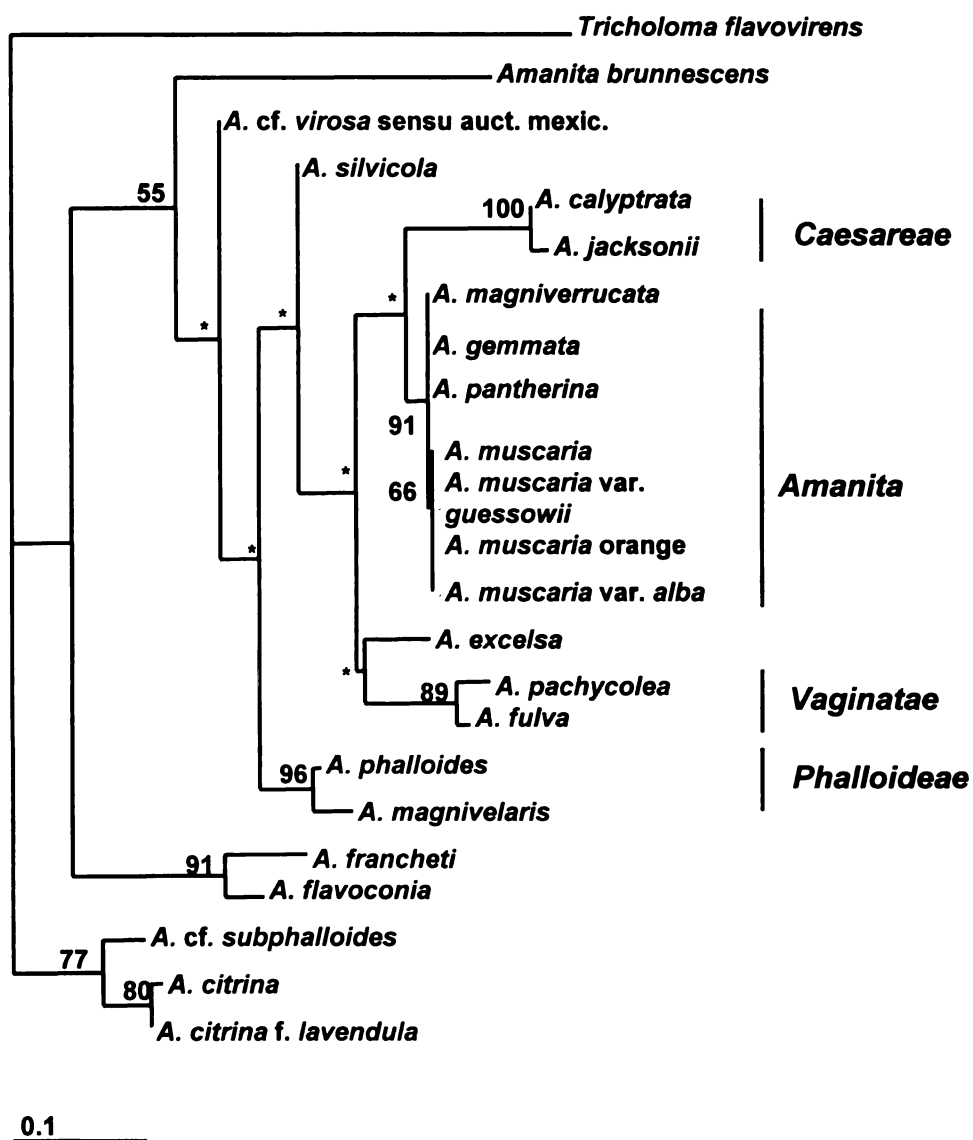 Tricholoma flavovirens
Amanita brunnescens
A. cf. virosa sensu auct. mexic.
A. silvicola
55
100
A. calyptrata
A. jacksonii
Caesareae
*
*
*
A. magniverrucata
A. gemmata
A. pantherina
91
A. muscaria
*
66
A. muscaria var.
guessowii
Amanita
*
A. muscaria orange
A. muscaria var. alba
A. excelsa
*
89
A. pachycolea
A. fulva
Vaginatae
96
A. phalloides
A. magnivelaris
Phalloideae
91
A. francheti
A. flavoconia
77
A. cf. subphalloides
80
A. citrina
A. citrina f. lavendula
0.1